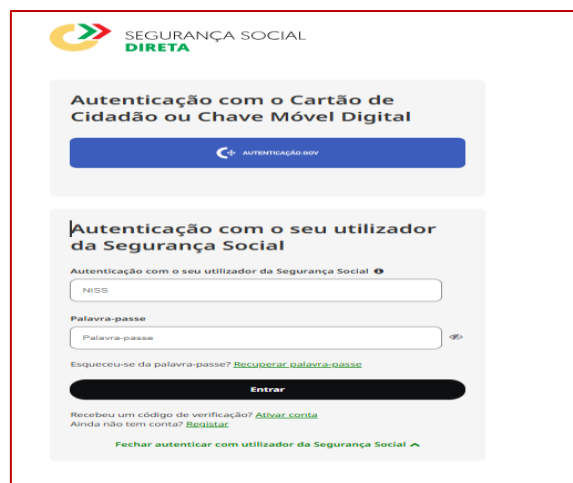 SEGURANÇA SOCIAL
DIRETA
Autenticação com o Cartão de
Cidadão ou Chave Móvel Digital
AUTENTICAÇÃO.GOV
Autenticação com o seu utilizador
da Segurança Social
Autenticação com o seu utilizador da Segurança Social
NISS
Palavra-passe
Palavra-passe
Esqueceu-se da palavra-passe? Recuperar palavra-passe
Entrar
Recebeu um código de verificação? Ativar conta
Ainda não tem conta? Registar
Fechar autenticar com utilizador da Segurança Social